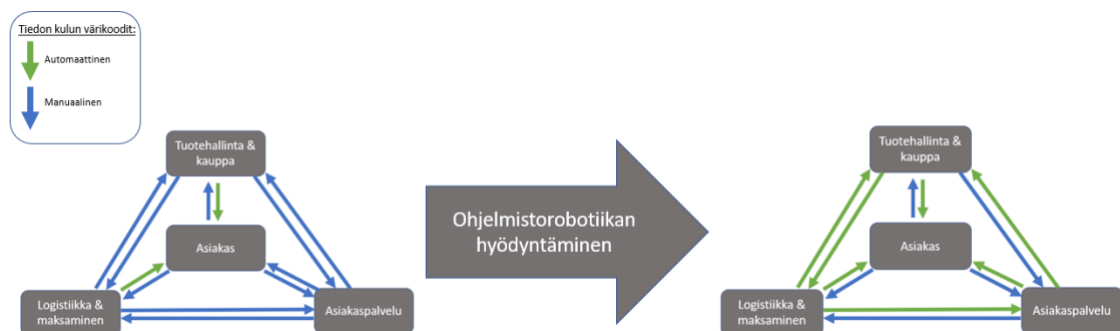 Tiedon kulun värikoodit:
Automaattinen
Manuaalinen
Tuotehallinta &
kauppa
Asiakas
Logistiikka &
maksaminen
Asiakaspalvelu
Ohjelmistorobotiikan
hyödyntäminen
Tuotehallinta &
kauppa
Asiakas
Logistiikka &
maksaminen
Asiakaspalvelu